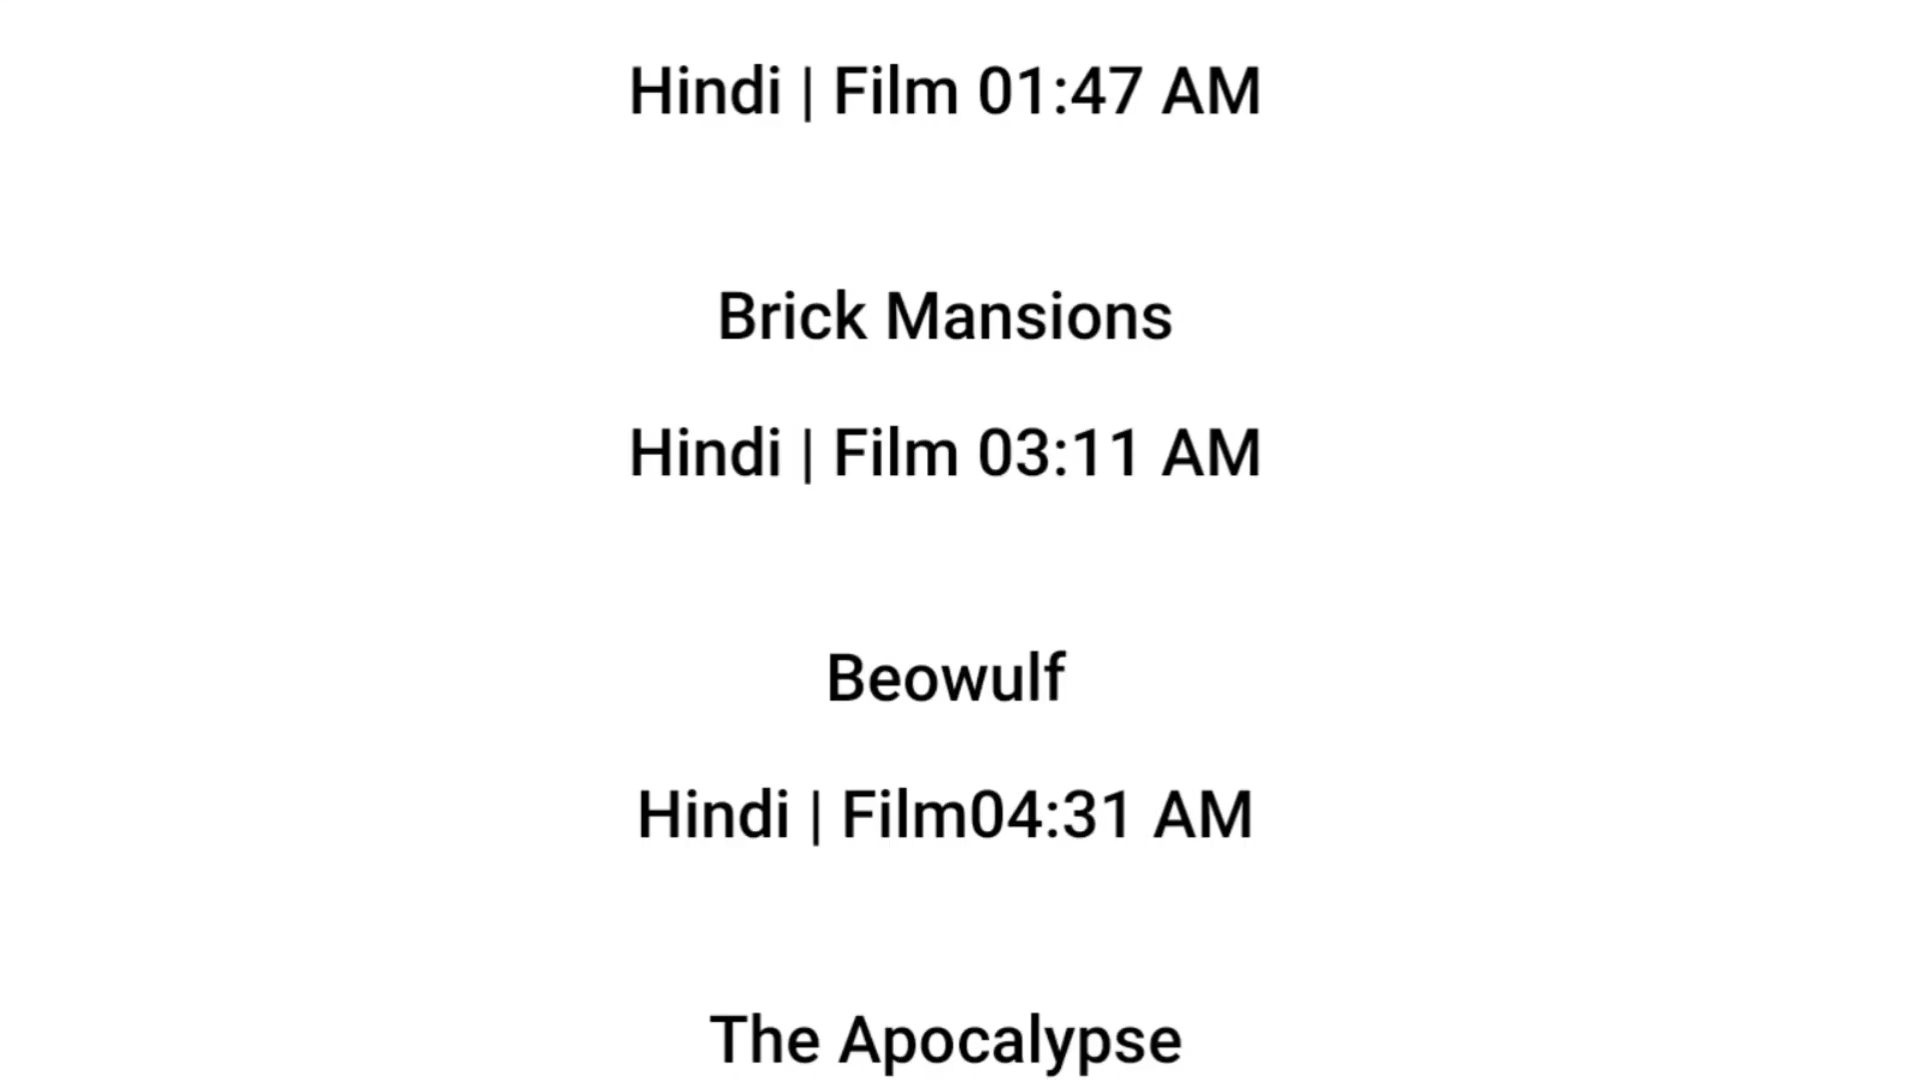 Hindi | Film 01:47 AM
Brick Mansions
Hindi | Film 03:11 AM
Beowulf
Hindi | Film04:31 AM
The Apocalypse